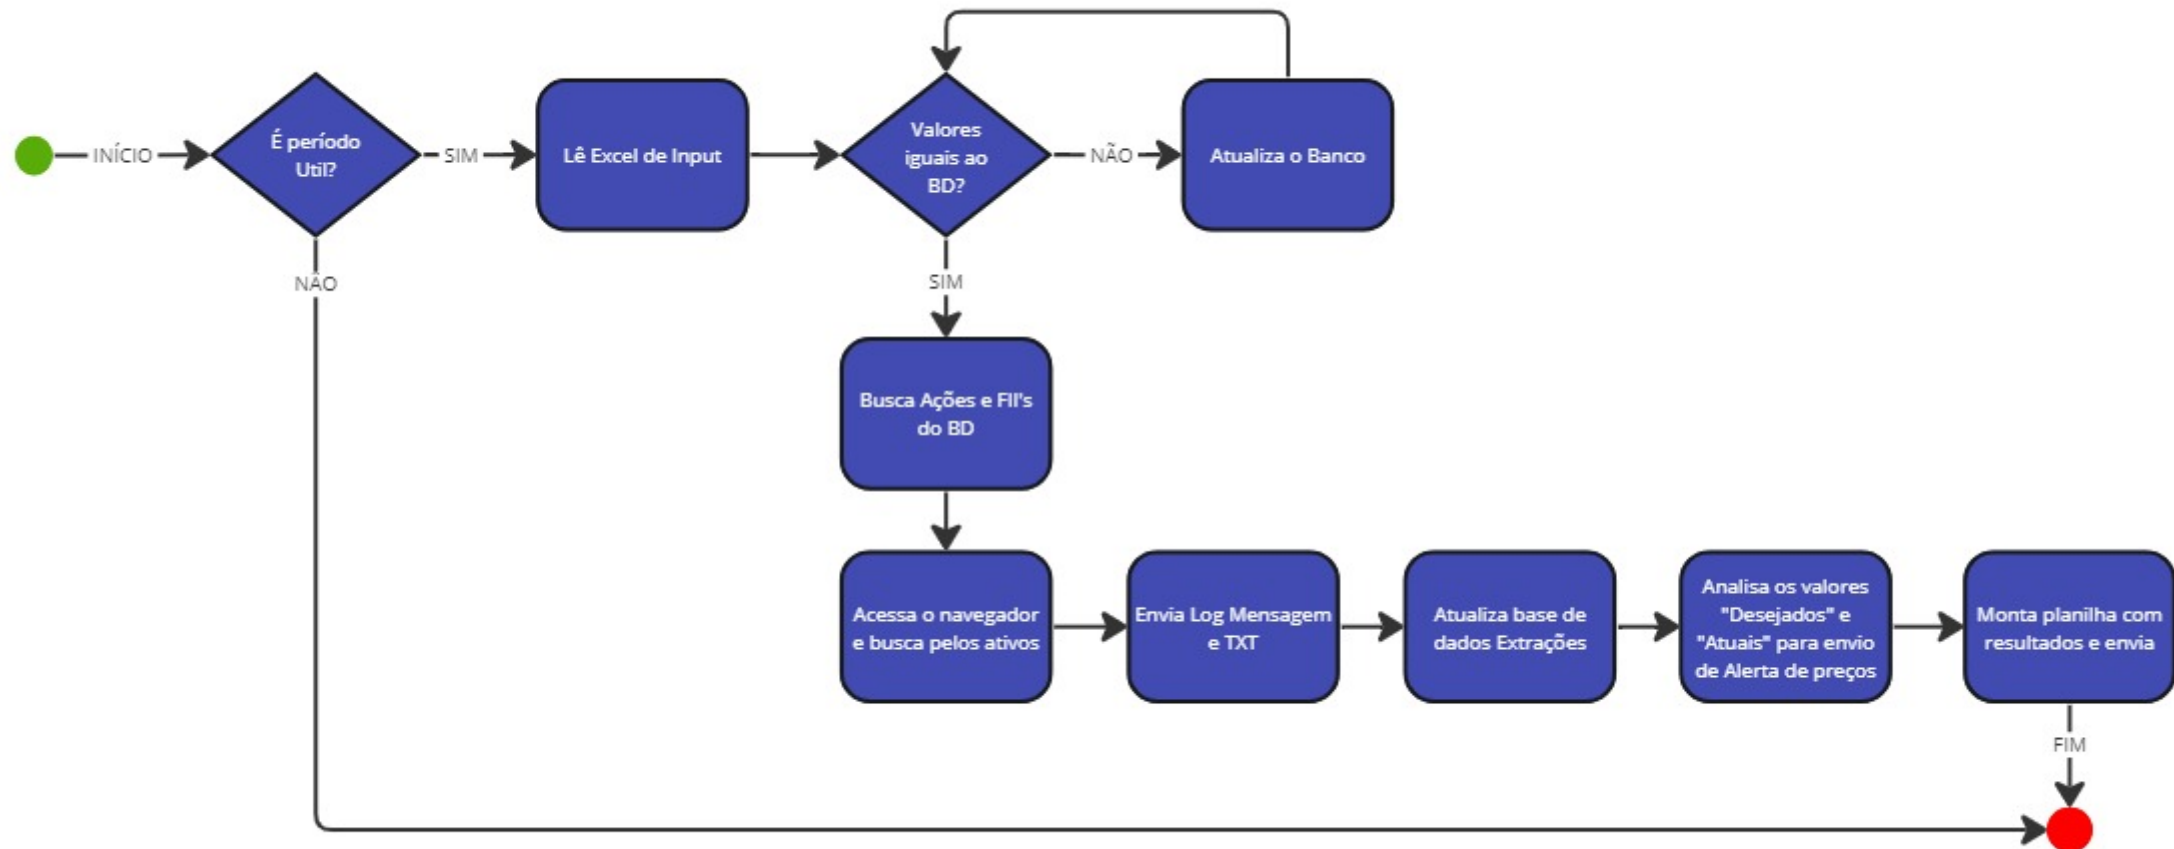 INÍCIO
É período
Util?
SIM
Lê Excel de Input
Valores
iguais ao
BD?
NÃO
Atualiza o Banco
NÃO
SIM
Busca Ações e FII's
do BD
Acessa o navegador
e busca pelos ativos
Envia Log Mensagem
e TXT
Atualiza base de
dados Extrações
Analisa os valores
"Desejados" e
"Atuais" para envio
de Alerta de preços
Monta planilha com
resultados e envia
FIM